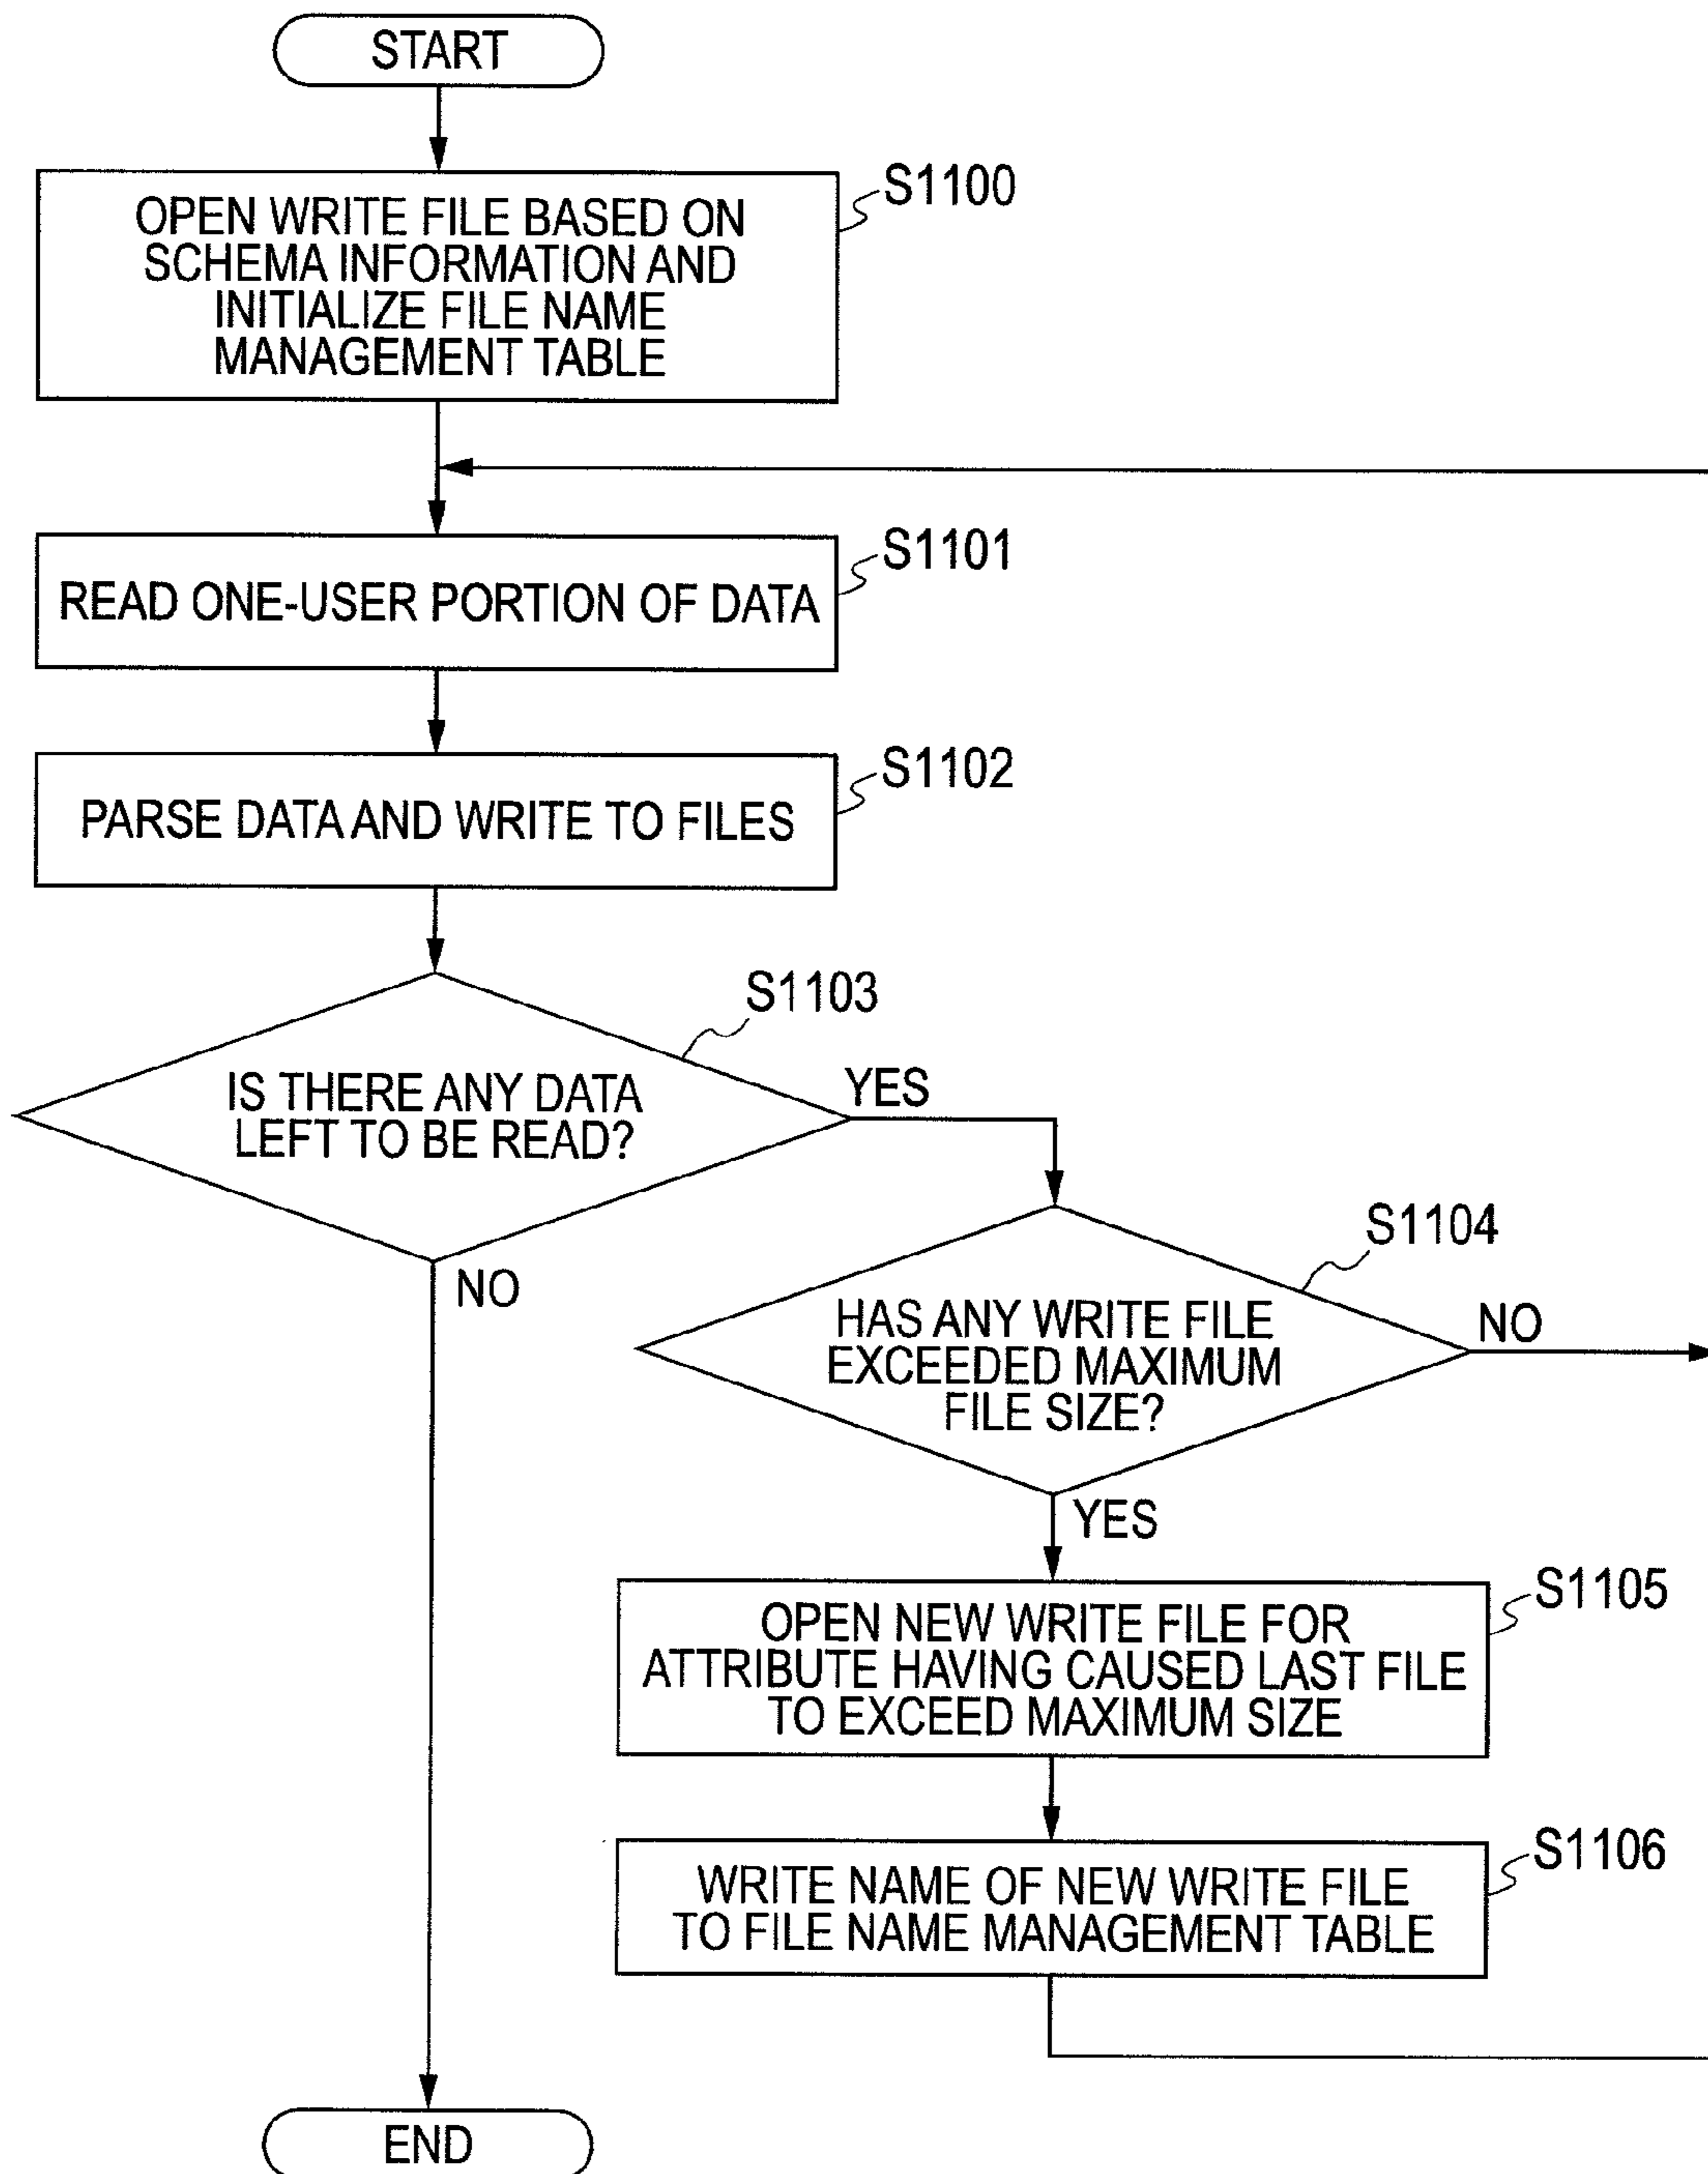 START
S1100
OPEN WRITE FILE BASED ON
SCHEMA INFORMATION AND
INITIALIZE FILE NAME
MANAGEMENT TABLE
S1101
READ ONE-USER PORTION OF DATA
S1102
PARSE DATA AND WRITE TO FILES
S1103
IS THERE ANY DATA
LEFT TO BE READ?
YES
NO
S1104
HAS ANY WRITE FILE
EXCEEDED MAXIMUM
FILE SIZE?
NO
YES
S1105
OPEN NEW WRITE FILE FOR
ATTRIBUTE HAVING CAUSED LAST FILE
TO EXCEED MAXIMUM SIZE
S1106
WRITE NAME OF NEW WRITE FILE
TO FILE NAME MANAGEMENT TABLE
END